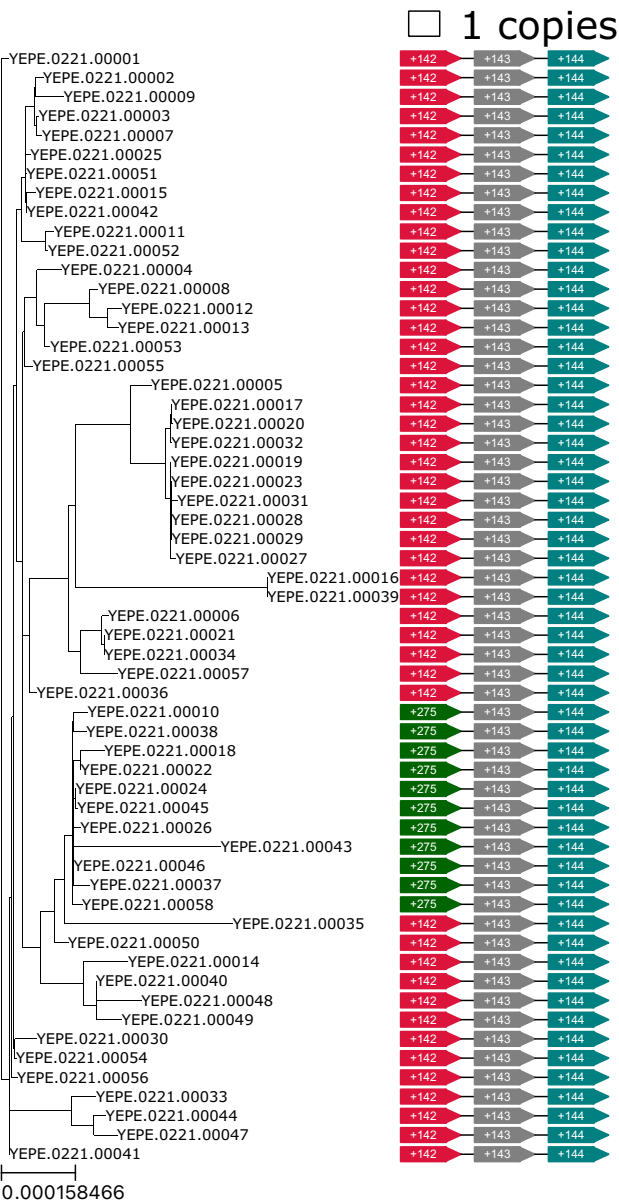 1 copies
YEPE.0221.00001 +142 +143 +144
YEPE.0221.00002 +142 +143 +144
YEPE.0221.00009 +142 +143 +144
YEPE.0221.00003 +142 +143 +144
YEPE.0221.00007 +142 +143 +144
YEPE.0221.00025 +142 +143 +144
YEPE.0221.00051 +142 +143 +144
YEPE.0221.00015 +142 +143 +144
YEPE.0221.00042 +142 +143 +144
YEPE.0221.00011 +142 +143 +144
YEPE.0221.00052 +142 +143 +144
YEPE.0221.00004 +142 +143 +144
YEPE.0221.00008 +142 +143 +144
YEPE.0221.00012 +142 +143 +144
YEPE.0221.00013 +142 +143 +144
YEPE.0221.00053 +142 +143 +144
YEPE.0221.00055 +142 +143 +144
YEPE.0221.00005 +142 +143 +144
YEPE.0221.00017 +142 +143 +144
YEPE.0221.00020 +142 +143 +144
YEPE.0221.00032 +142 +143 +144
YEPE.0221.00019 +142 +143 +144
YEPE.0221.00023 +142 +143 +144
YEPE.0221.00031 +142 +143 +144
YEPE.0221.00028 +142 +143 +144
YEPE.0221.00029 +142 +143 +144
YEPE.0221.00027 +142 +143 +144
YEPE.0221.00016 +142 +143 +144
YEPE.0221.00039 +142 +143 +144
YEPE.0221.00006 +142 +143 +144
YEPE.0221.00021 +142 +143 +144
YEPE.0221.00034 +142 +143 +144
YEPE.0221.00057 +142 +143 +144
YEPE.0221.00036 +142 +143 +144
YEPE.0221.00010 +275 +143 +144
YEPE.0221.00038 +275 +143 +144
YEPE.0221.00018 +275 +143 +144
YEPE.0221.00022 +275 +143 +144
YEPE.0221.00024 +275 +143 +144
YEPE.0221.00045 +275 +143 +144
YEPE.0221.00026 +275 +143 +144
YEPE.0221.00043 +275 +143 +144
YEPE.0221.00046 +275 +143 +144
YEPE.0221.00037 +275 +143 +144
YEPE.0221.00058 +275 +143 +144
YEPE.0221.00035 +142 +143 +144
YEPE.0221.00050 +142 +143 +144
YEPE.0221.00014 +142 +143 +144
YEPE.0221.00040 +142 +143 +144
YEPE.0221.00048 +142 +143 +144
YEPE.0221.00049 +142 +143 +144
YEPE.0221.00030 +142 +143 +144
YEPE.0221.00054 +142 +143 +144
YEPE.0221.00056 +142 +143 +144
YEPE.0221.00033 +142 +143 +144
YEPE.0221.00044 +142 +143 +144
YEPE.0221.00047 +142 +143 +144
YEPE.0221.00041 +142 +143 +144
0.000158466